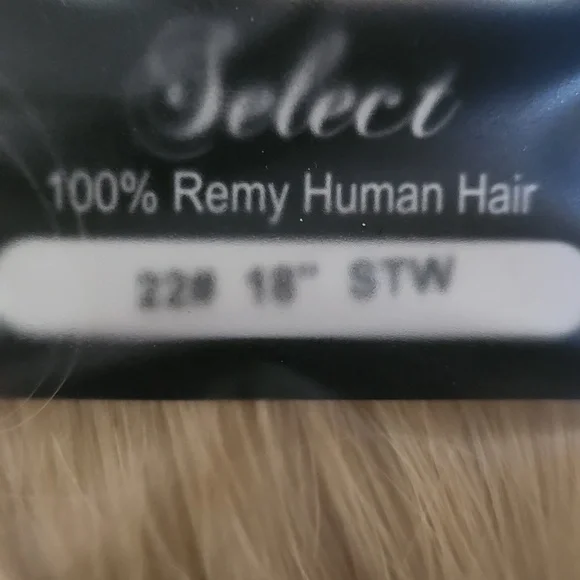 Select
100% Remy Human Hair
22# 18" STW